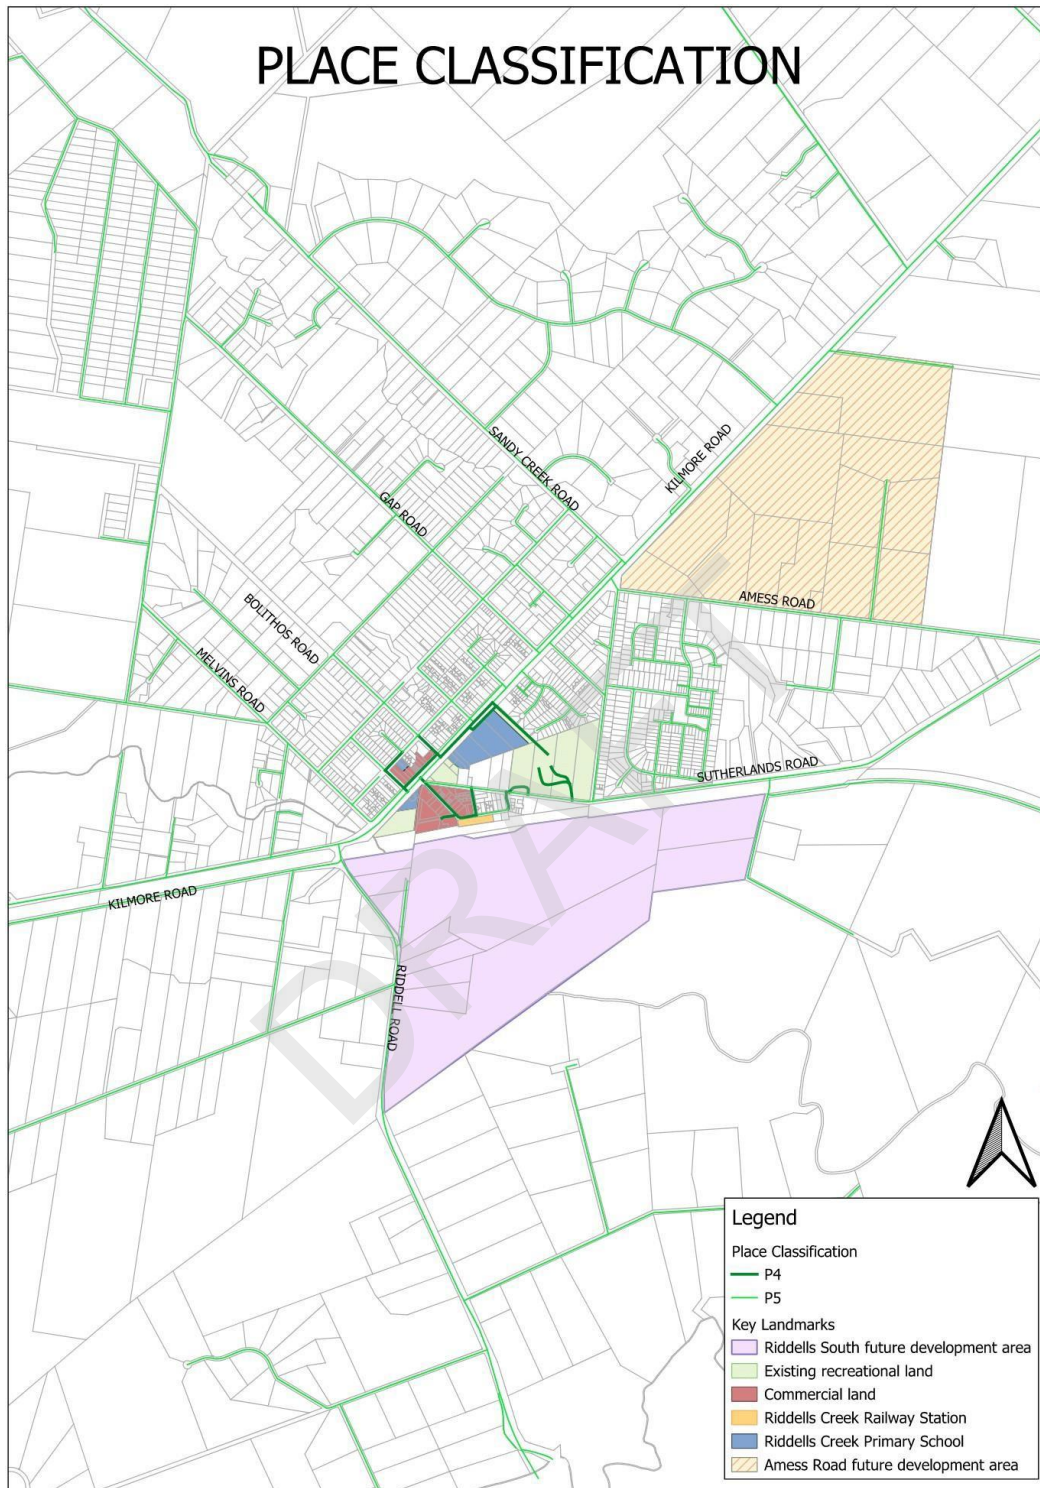 PLACE CLASSIFICATION
SANDY CREEK ROAD
KILMORE ROAD
GAP ROAD
BOLITHOS ROAD
AMESS ROAD
MELVINS ROAD
SUTHERLANDS ROAD
KILMORE ROAD
RIDDELL ROAD
DRAFT
Legend
Place Classification
P4
P5
Key Landmarks
Riddells South future development area
Existing recreational land
Commercial land
Riddells Creek Railway Station
Riddells Creek Primary School
Amess Road future development area